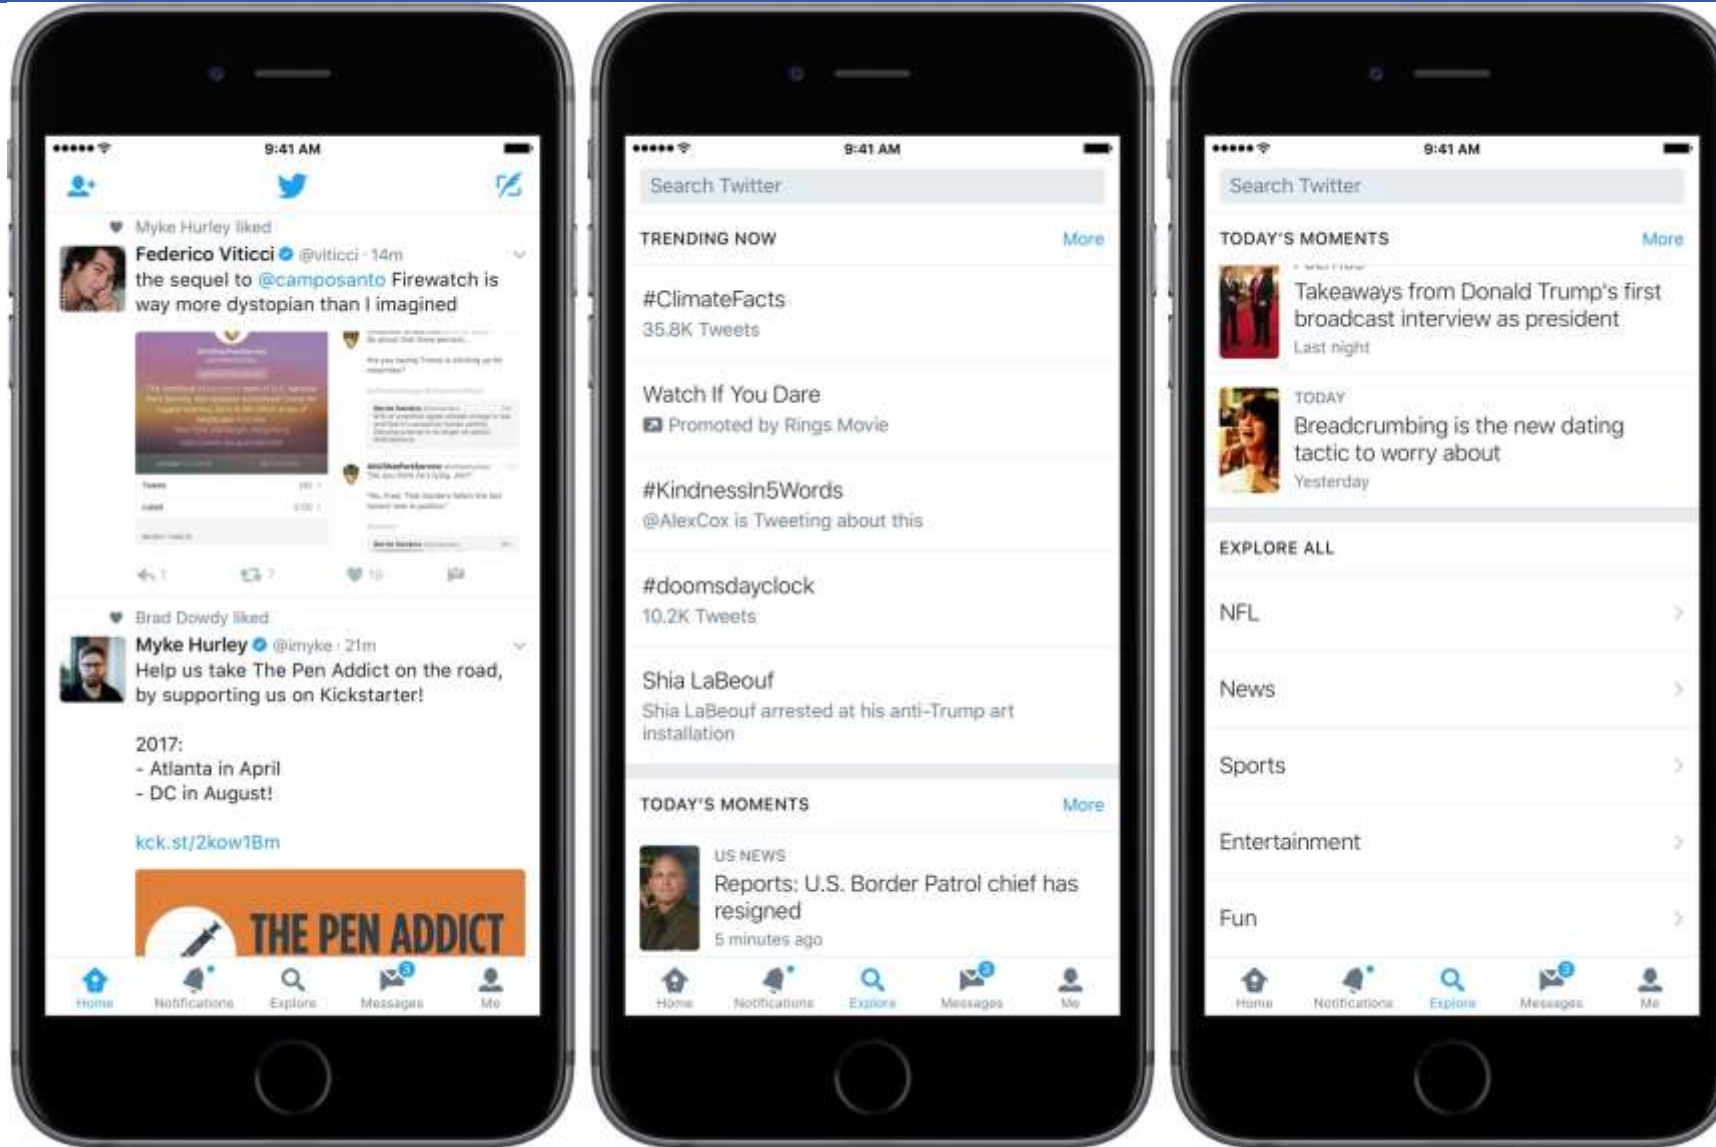 9:41 AM
Myke Hurley liked
Federico Viticci @viticci · 14m
the sequel to @camposanto Firewatch is
way more dystopian than I imagined
1 7 19
Brad Dowdy liked
Myke Hurley @imyke · 21m
Help us take The Pen Addict on the road,
by supporting us on Kickstarter!
2017:
- Atlanta in April
- DC in August!
kck.st/2kow1Bm
THE PEN ADDICT
3
Home Notifications Explore Messages Me
9:41 AM
Search Twitter
TRENDING NOW More
#ClimateFacts
35.8K Tweets
Watch If You Dare
Promoted by Rings Movie
#KindnessIn5Words
@AlexCox is Tweeting about this
#doomsdayclock
10.2K Tweets
Shia LaBeouf
Shia LaBeouf arrested at his anti-Trump art
installation
TODAY'S MOMENTS More
US NEWS
Reports: U.S. Border Patrol chief has
resigned
5 minutes ago
3
Home Notifications Explore Messages Me
9:41 AM
Search Twitter
TODAY'S MOMENTS More
Takeaways from Donald Trump's first
broadcast interview as president
Last night
TODAY
Breadcrumbing is the new dating
tactic to worry about
Yesterday
EXPLORE ALL
NFL
News
Sports
Entertainment
Fun
3
Home Notifications Explore Messages Me